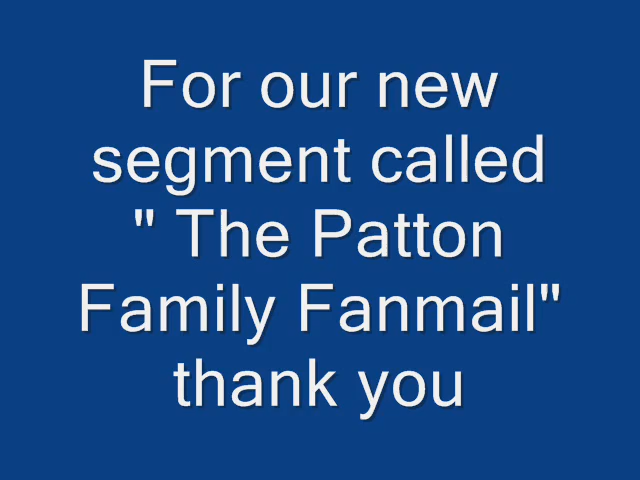 For our new
segment called
" The Patton
Family Fanmail"
thank you